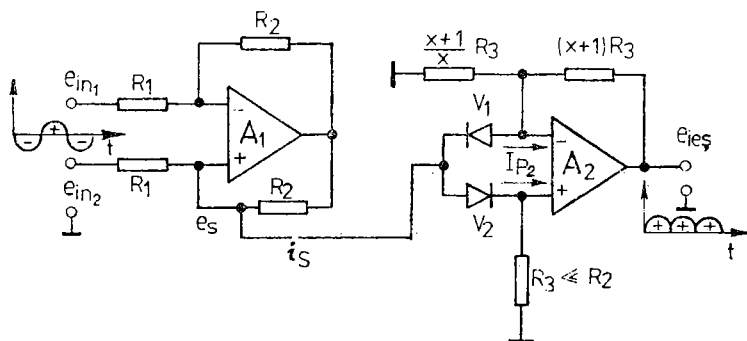 R₂
x+1
x
R₃
(x+1)R₃
e_in₁
R₁
−
A₁
+
− + −
t
e_in₂
R₁
e_s
R₂
i_s
V₁
V₂
I_P₂
−
A₂
+
e_ieș
+ + +
t
R₃ ≪ R₂